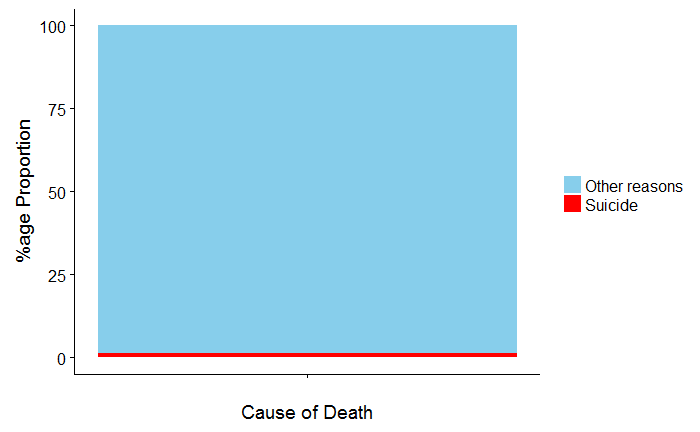 %age Proportion
100
75
50
25
0
Cause of Death
Other reasons
Suicide